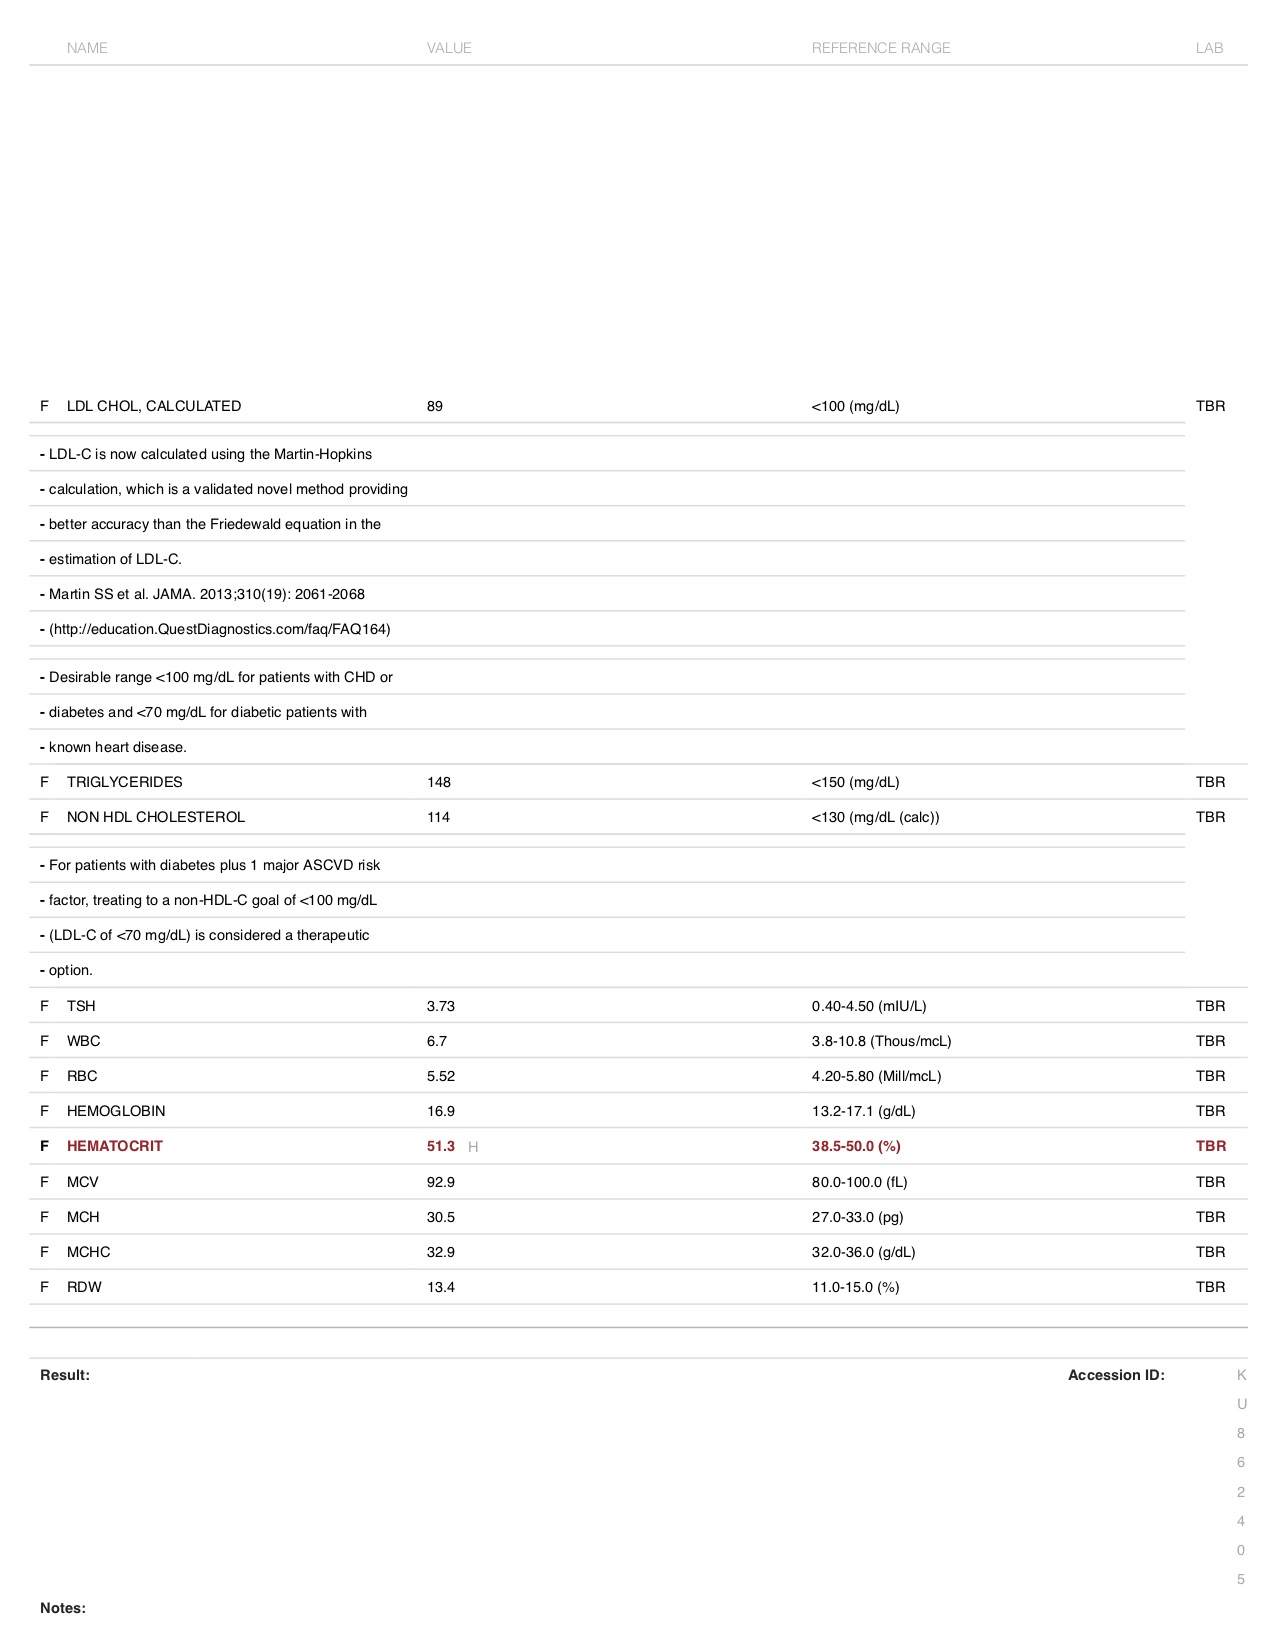 NAME VALUE REFERENCE RANGE LAB
F LDL CHOL, CALCULATED 89 <100 (mg/dL) TBR
- LDL-C is now calculated using the Martin-Hopkins
- calculation, which is a validated novel method providing
- better accuracy than the Friedewald equation in the
- estimation of LDL-C.
- Martin SS et al. JAMA. 2013;310(19): 2061-2068
- (http://education.QuestDiagnostics.com/faq/FAQ164)
- Desirable range <100 mg/dL for patients with CHD or
- diabetes and <70 mg/dL for diabetic patients with
- known heart disease.
F TRIGLYCERIDES 148 <150 (mg/dL) TBR
F NON HDL CHOLESTEROL 114 <130 (mg/dL (calc)) TBR
- For patients with diabetes plus 1 major ASCVD risk
- factor, treating to a non-HDL-C goal of <100 mg/dL
- (LDL-C of <70 mg/dL) is considered a therapeutic
- option.
F TSH 3.73 0.40-4.50 (mIU/L) TBR
F WBC 6.7 3.8-10.8 (Thous/mcL) TBR
F RBC 5.52 4.20-5.80 (Mill/mcL) TBR
F HEMOGLOBIN 16.9 13.2-17.1 (g/dL) TBR
F HEMATOCRIT 51.3 H 38.5-50.0 (%) TBR
F MCV 92.9 80.0-100.0 (fL) TBR
F MCH 30.5 27.0-33.0 (pg) TBR
F MCHC 32.9 32.0-36.0 (g/dL) TBR
F RDW 13.4 11.0-15.0 (%) TBR
Result: Accession ID: K
U
8
6
2
4
0
5
Notes: